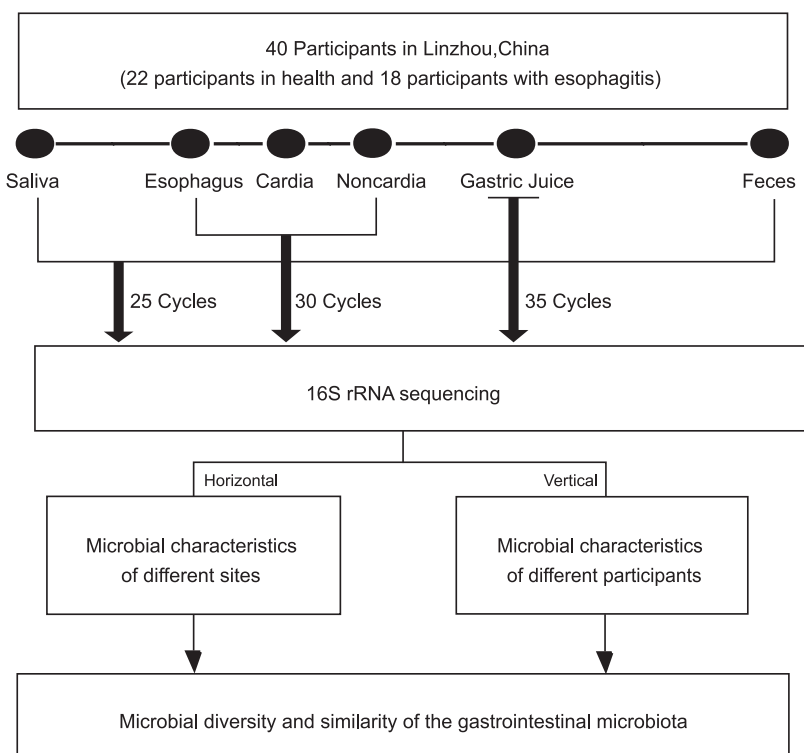 40 Participants in Linzhou,China
(22 participants in health and 18 participants with esophagitis)
Saliva
Esophagus
Cardia
Noncardia
Gastric Juice
Feces
25 Cycles
30 Cycles
35 Cycles
16S rRNA sequencing
Horizontal
Vertical
Microbial characteristics
of different sites
Microbial characteristics
of different participants
Microbial diversity and similarity of the gastrointestinal microbiota